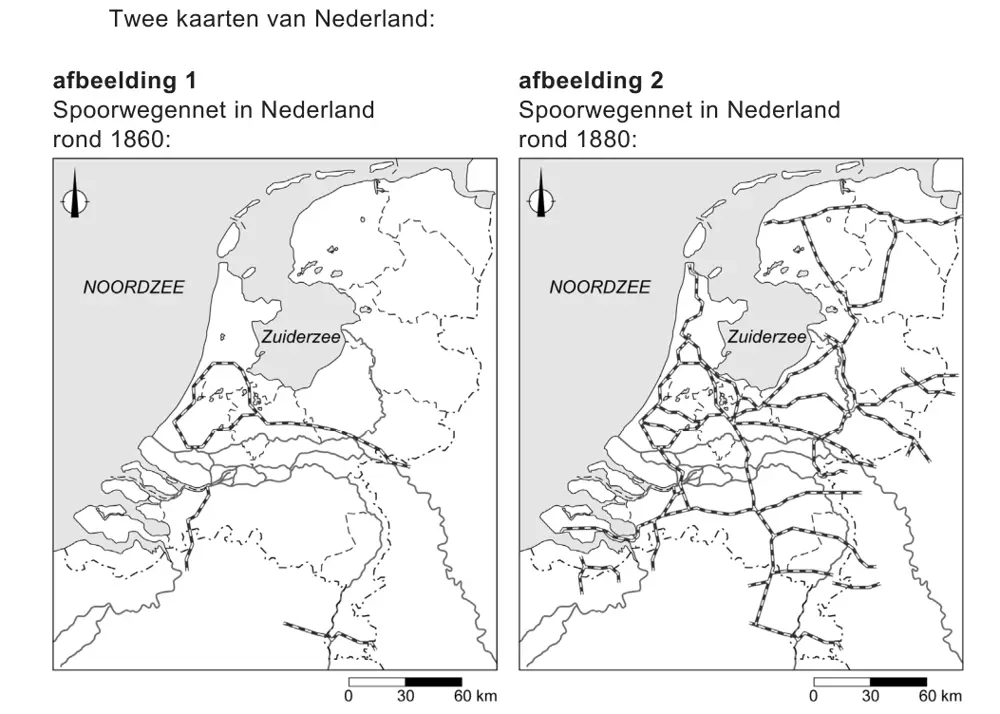 Twee kaarten van Nederland:
afbeelding 1
Spoorwegennet in Nederland
rond 1860:
NOORDZEE
Zuiderzee
0 30 60 km
afbeelding 2
Spoorwegennet in Nederland
rond 1880:
NOORDZEE
Zuiderzee
0 30 60 km